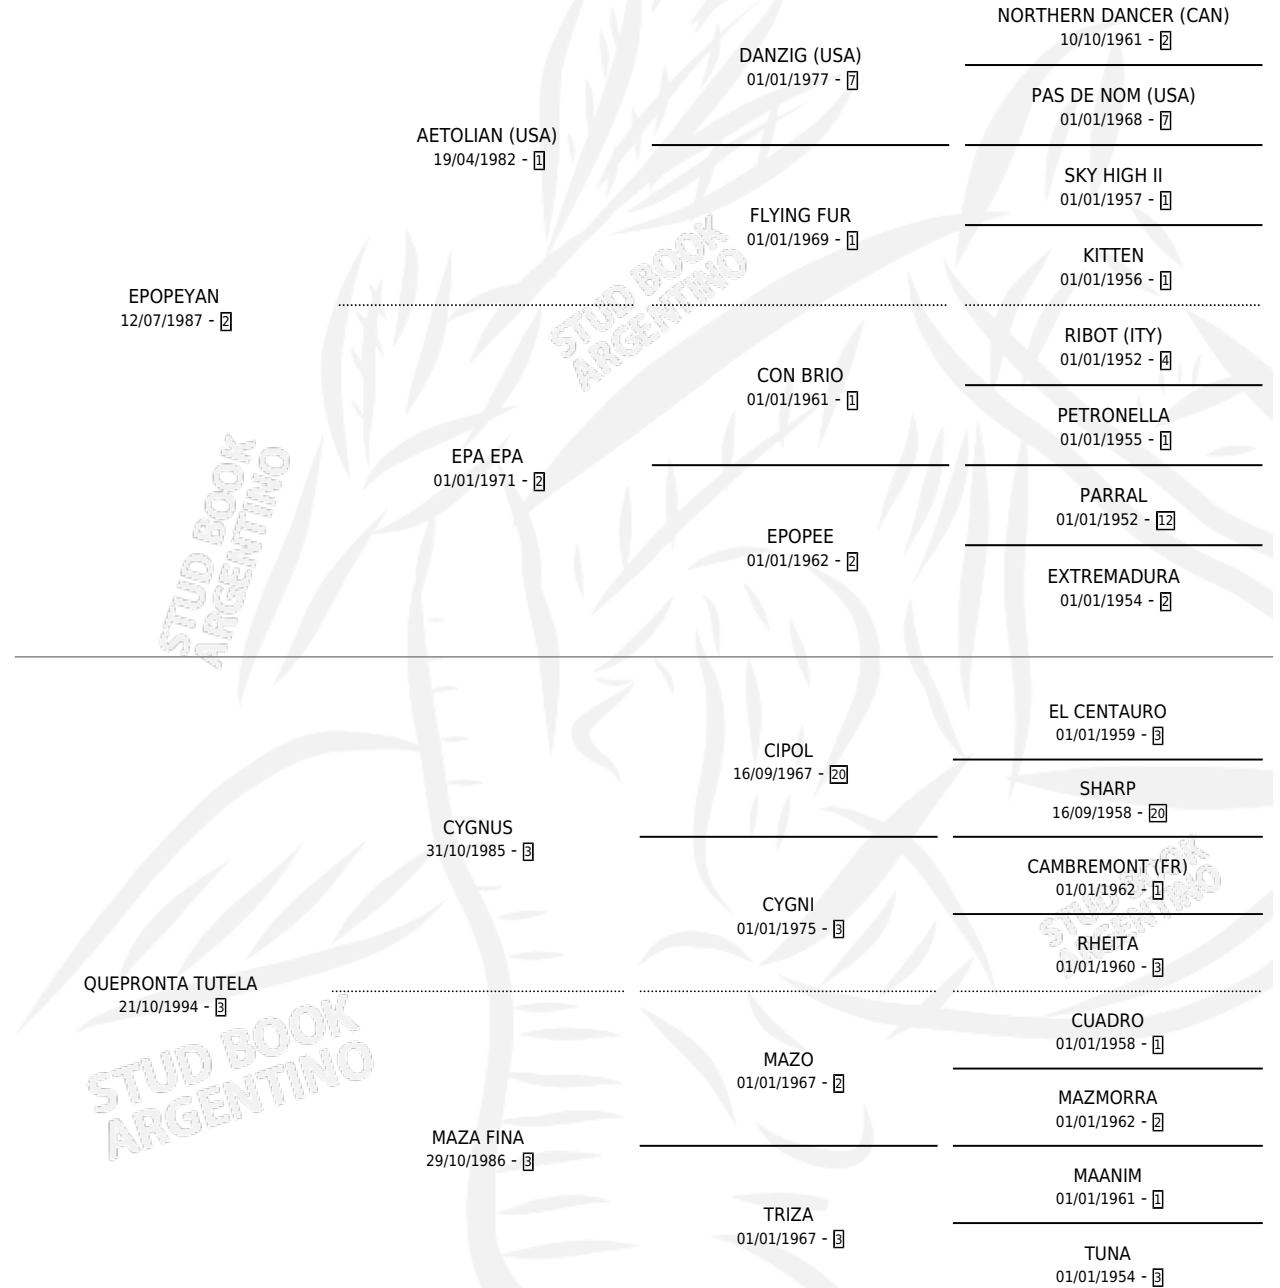 NORTHERN DANCER (CAN)
10/10/1961 - 2
DANZIG (USA)
01/01/1977 - 7
PAS DE NOM (USA)
01/01/1968 - 7
AETOLIAN (USA)
19/04/1982 - 1
SKY HIGH II
01/01/1957 - 1
FLYING FUR
01/01/1969 - 1
KITTEN
01/01/1956 - 1
EPOPEYAN
12/07/1987 - 2
RIBOT (ITY)
01/01/1952 - 4
CON BRIO
01/01/1961 - 1
PETRONELLA
01/01/1955 - 1
EPA EPA
01/01/1971 - 2
PARRAL
01/01/1952 - 12
EPOPEE
01/01/1962 - 2
EXTREMADURA
01/01/1954 - 2
EL CENTAURO
01/01/1959 - 3
CIPOL
16/09/1967 - 20
SHARP
16/09/1958 - 20
CYGNUS
31/10/1985 - 3
CAMBREMONT (FR)
01/01/1962 - 1
CYGNI
01/01/1975 - 3
RHEITA
01/01/1960 - 3
QUEPRONTA TUTELA
21/10/1994 - 3
CUADRO
01/01/1958 - 1
MAZO
01/01/1967 - 2
MAZMORRA
01/01/1962 - 2
MAZA FINA
29/10/1986 - 3
MAANIM
01/01/1961 - 1
TRIZA
01/01/1967 - 3
TUNA
01/01/1954 - 3
STUD BOOK
ARGENTINO
STUD BOOK
ARGENTINO
STUD BOOK
ARGENTINO
STUD BOOK
ARGENTINO